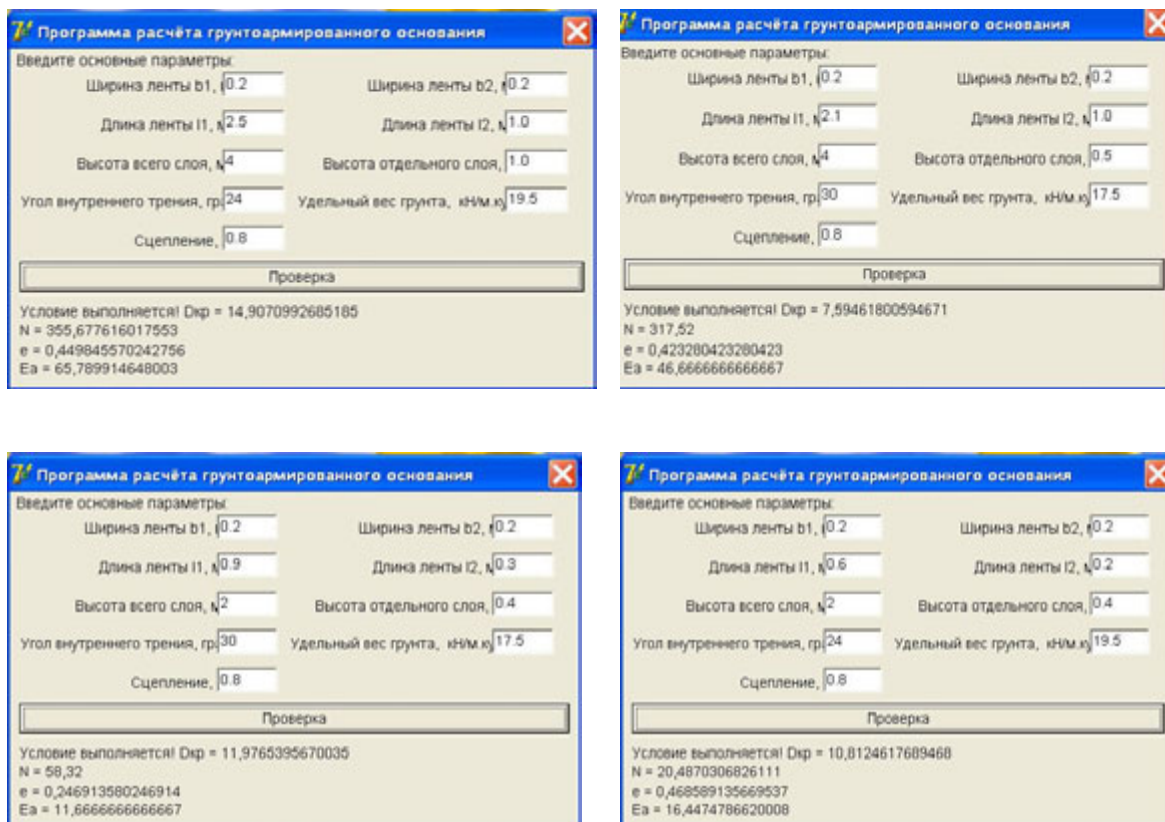 Программа расчёта грунтоармированного основания
Введите основные параметры:
Ширина ленты b1, 0.2 Ширина ленты b2, 0.2
Длина ленты l1, м 2.5 Длина ленты l2, м 1.0
Высота всего слоя, м 4 Высота отдельного слоя, 1.0
Угол внутреннего трения, гр. 24 Удельный вес грунта, кН/м.ку 19.5
Сцепление, 0.8
Проверка
Условие выполняется! Dкр = 14,9070992685185
N = 355,677616017553
e = 0,449845570242756
Ea = 65,789914648003
Программа расчёта грунтоармированного основания
Введите основные параметры:
Ширина ленты b1, 0.2 Ширина ленты b2, 0.2
Длина ленты l1, м 2.1 Длина ленты l2, м 1.0
Высота всего слоя, м 4 Высота отдельного слоя, 0.5
Угол внутреннего трения, гр. 30 Удельный вес грунта, кН/м.ку 17.5
Сцепление, 0.8
Проверка
Условие выполняется! Dкр = 7,59461800594671
N = 317,52
e = 0,423280423280423
Ea = 46,6666666666667
Программа расчёта грунтоармированного основания
Введите основные параметры:
Ширина ленты b1, 0.2 Ширина ленты b2, 0.2
Длина ленты l1, м 0.9 Длина ленты l2, м 0.3
Высота всего слоя, м 2 Высота отдельного слоя, 0.4
Угол внутреннего трения, гр. 30 Удельный вес грунта, кН/м.ку 17.5
Сцепление, 0.8
Проверка
Условие выполняется! Dкр = 11,9765395670035
N = 58,32
e = 0,246913580246914
Ea = 11,6666666666667
Программа расчёта грунтоармированного основания
Введите основные параметры:
Ширина ленты b1, 0.2 Ширина ленты b2, 0.2
Длина ленты l1, м 0.6 Длина ленты l2, м 0.2
Высота всего слоя, м 2 Высота отдельного слоя, 0.4
Угол внутреннего трения, гр. 24 Удельный вес грунта, кН/м.ку 19.5
Сцепление, 0.8
Проверка
Условие выполняется! Dкр = 10,8124617689468
N = 20,4870306826111
e = 0,468589135669537
Ea = 16,4474786620008